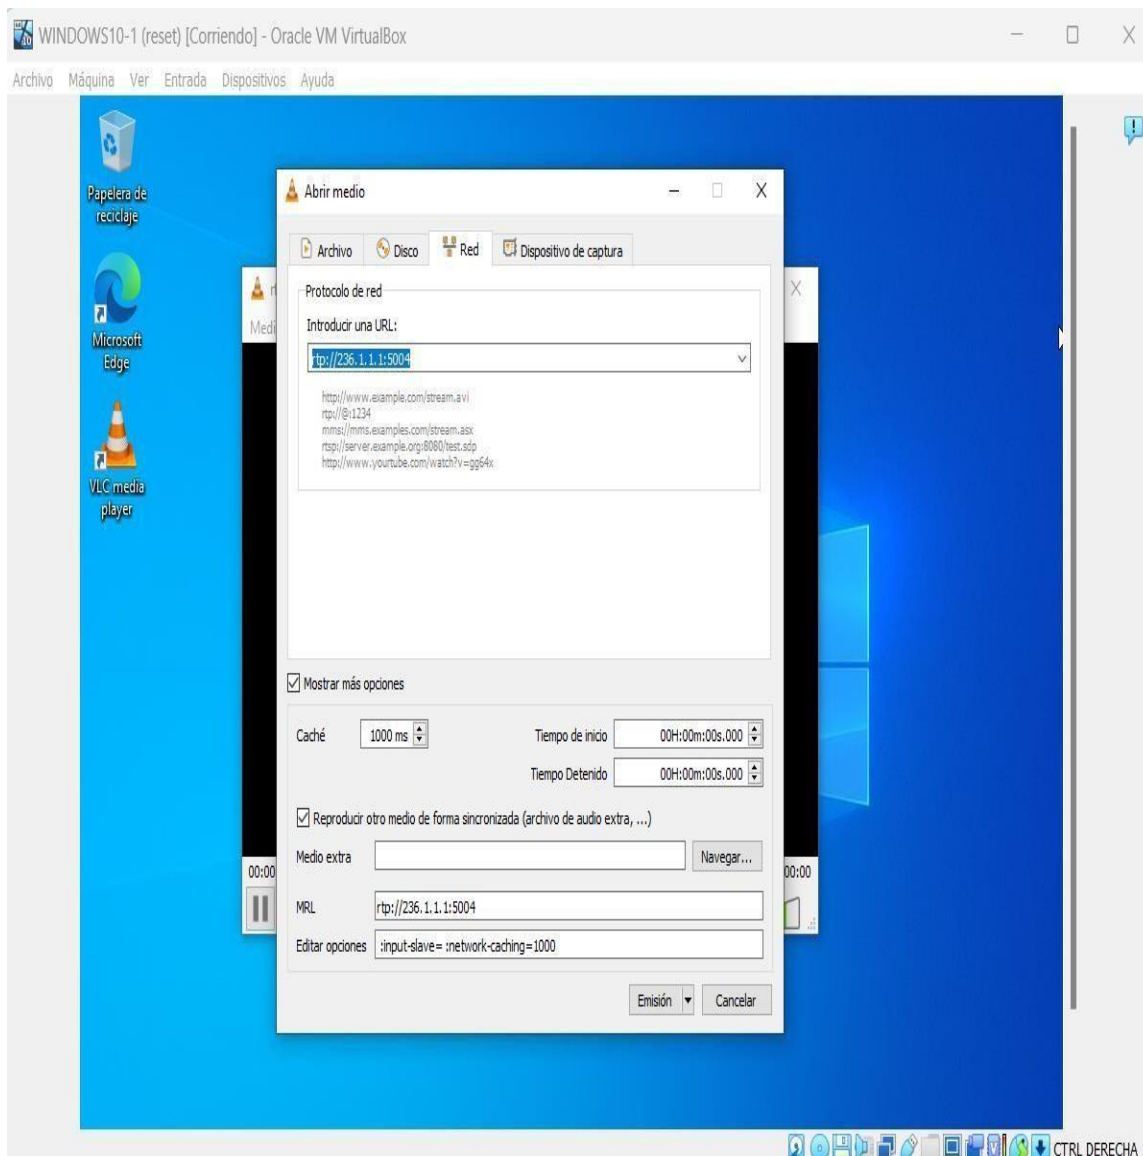 WINDOWS10-1 (reset) [Corriendo] - Oracle VM VirtualBox
Archivo Máquina Ver Entrada Dispositivos Ayuda
Papelera de
reciclaje
Microsoft
Edge
VLC media
player
Abrir medio
Archivo Disco Red Dispositivo de captura
Medi
Protocolo de red
Introducir una URL:
rtp://236.1.1.1:5004
http://www.example.com/stream.avi
rtp://@:1234
mms://mms.examples.com/stream.asx
rtsp://server.example.org:8080/test.sdp
http://www.yourtube.com/watch?v=gg64x
Mostrar más opciones
Caché 1000 ms Tiempo de inicio 00H:00m:00s.000
Tiempo Detenido 00H:00m:00s.000
Reproducir otro medio de forma sincronizada (archivo de audio extra, ...)
Medio extra Navegar...
00:00 00:00
MRL rtp://236.1.1.1:5004
Editar opciones :input-slave= :network-caching=1000
Emisión Cancelar
CTRL DERECHA